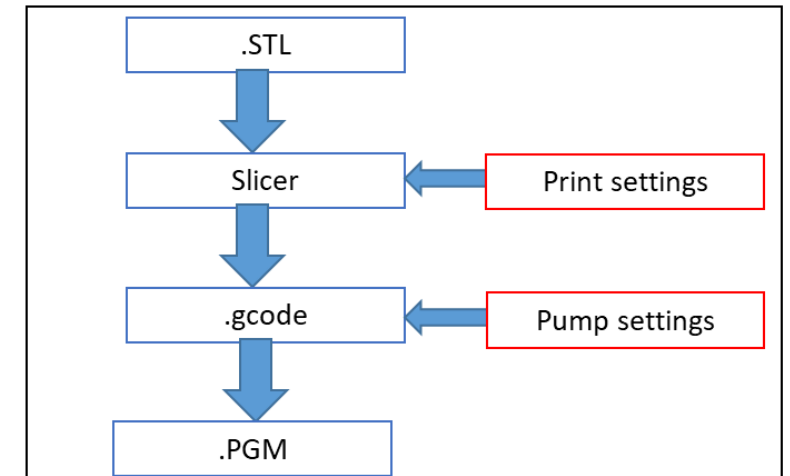 .STL
Slicer
Print settings
.gcode
Pump settings
.PGM